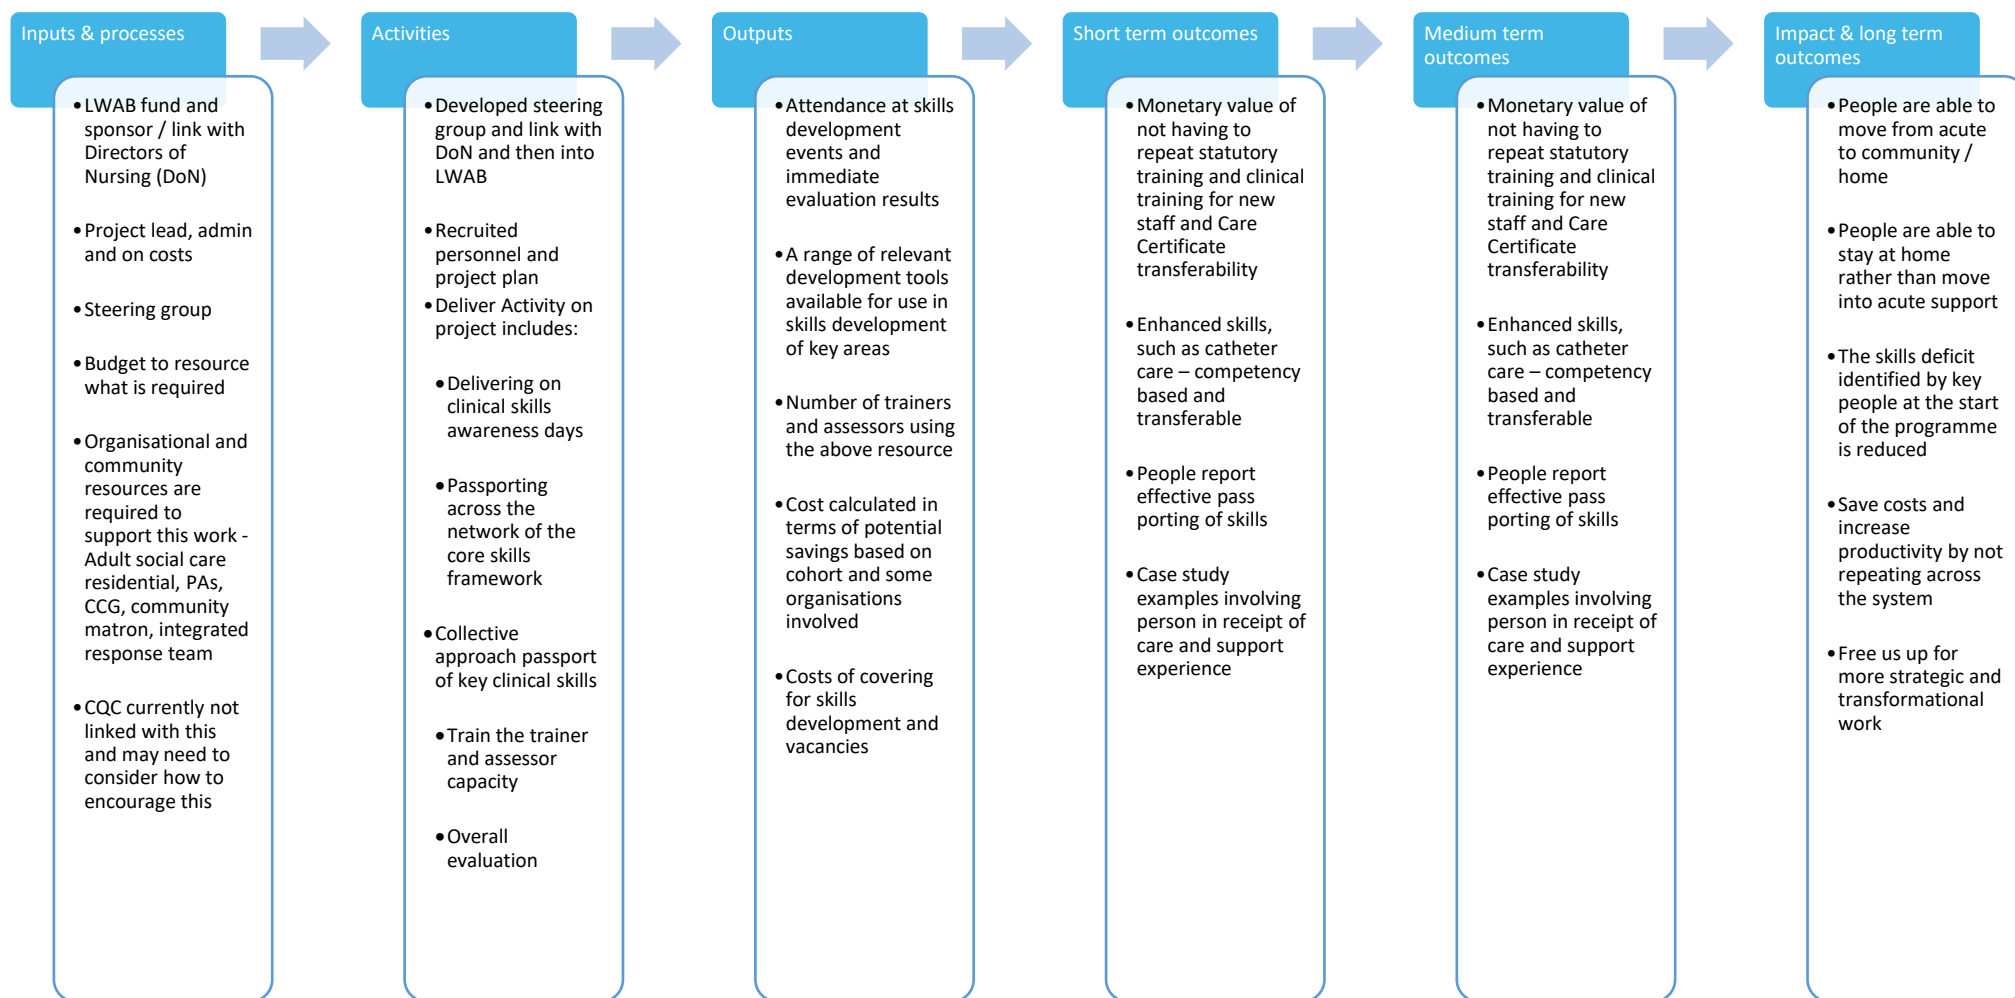 Inputs & processes
•LWAB fund and
sponsor / link with
Directors of
Nursing (DoN)
•Project lead, admin
and on costs
•Steering group
•Budget to resource
what is required
•Organisational and
community
resources are
required to
support this work -
Adult social care
residential, PAs,
CCG, community
matron, integrated
response team
•CQC currently not
linked with this
and may need to
consider how to
encourage this
Activities
•Developed steering
group and link with
DoN and then into
LWAB
•Recruited
personnel and
project plan
•Deliver Activity on
project includes:
•Delivering on
clinical skills
awareness days
•Passporting
across the
network of the
core skills
framework
•Collective
approach passport
of key clinical skills
•Train the trainer
and assessor
capacity
•Overall
evaluation
Outputs
•Attendance at skills
development
events and
immediate
evaluation results
•A range of relevant
development tools
available for use in
skills development
of key areas
•Number of trainers
and assessors using
the above resource
•Cost calculated in
terms of potential
savings based on
cohort and some
organisations
involved
•Costs of covering
for skills
development and
vacancies
Short term outcomes
•Monetary value of
not having to
repeat statutory
training and clinical
training for new
staff and Care
Certificate
transferability
•Enhanced skills,
such as catheter
care – competency
based and
transferable
•People report
effective pass
porting of skills
•Case study
examples involving
person in receipt of
care and support
experience
Medium term
outcomes
•Monetary value of
not having to
repeat statutory
training and clinical
training for new
staff and Care
Certificate
transferability
•Enhanced skills,
such as catheter
care – competency
based and
transferable
•People report
effective pass
porting of skills
•Case study
examples involving
person in receipt of
care and support
experience
Impact & long term
outcomes
•People are able to
move from acute
to community /
home
•People are able to
stay at home
rather than move
into acute support
•The skills deficit
identified by key
people at the start
of the programme
is reduced
•Save costs and
increase
productivity by not
repeating across
the system
•Free us up for
more strategic and
transformational
work